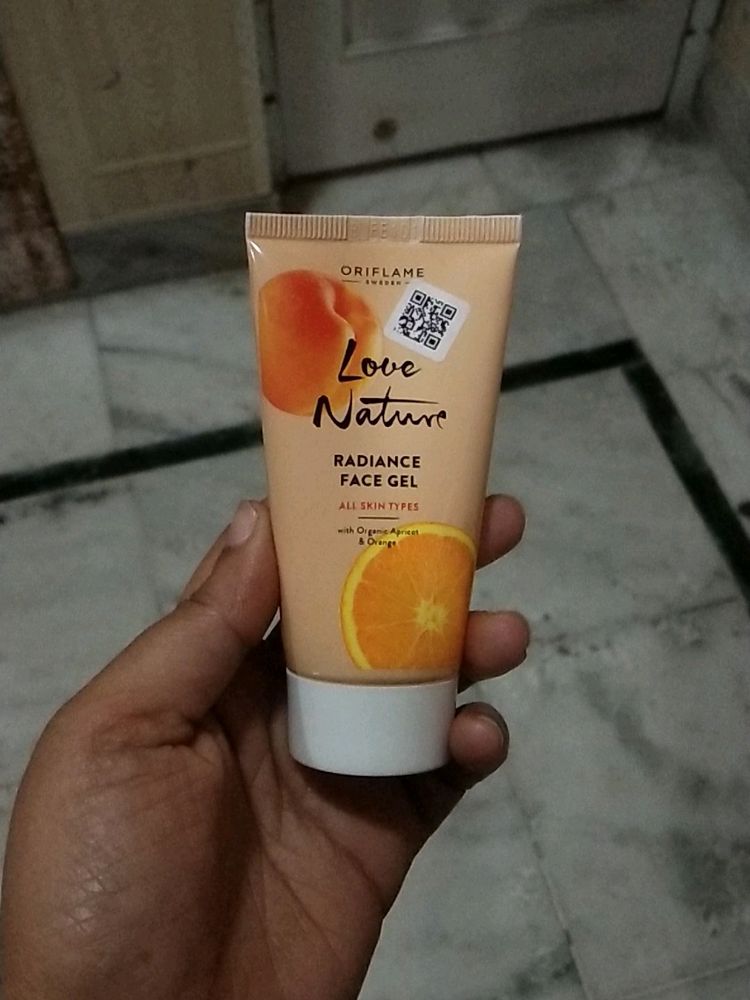 ORIFLAME
SWEDEN
Love
Nature
RADIANCE
FACE GEL
ALL SKIN TYPES
with Organic Apricot
& Orange